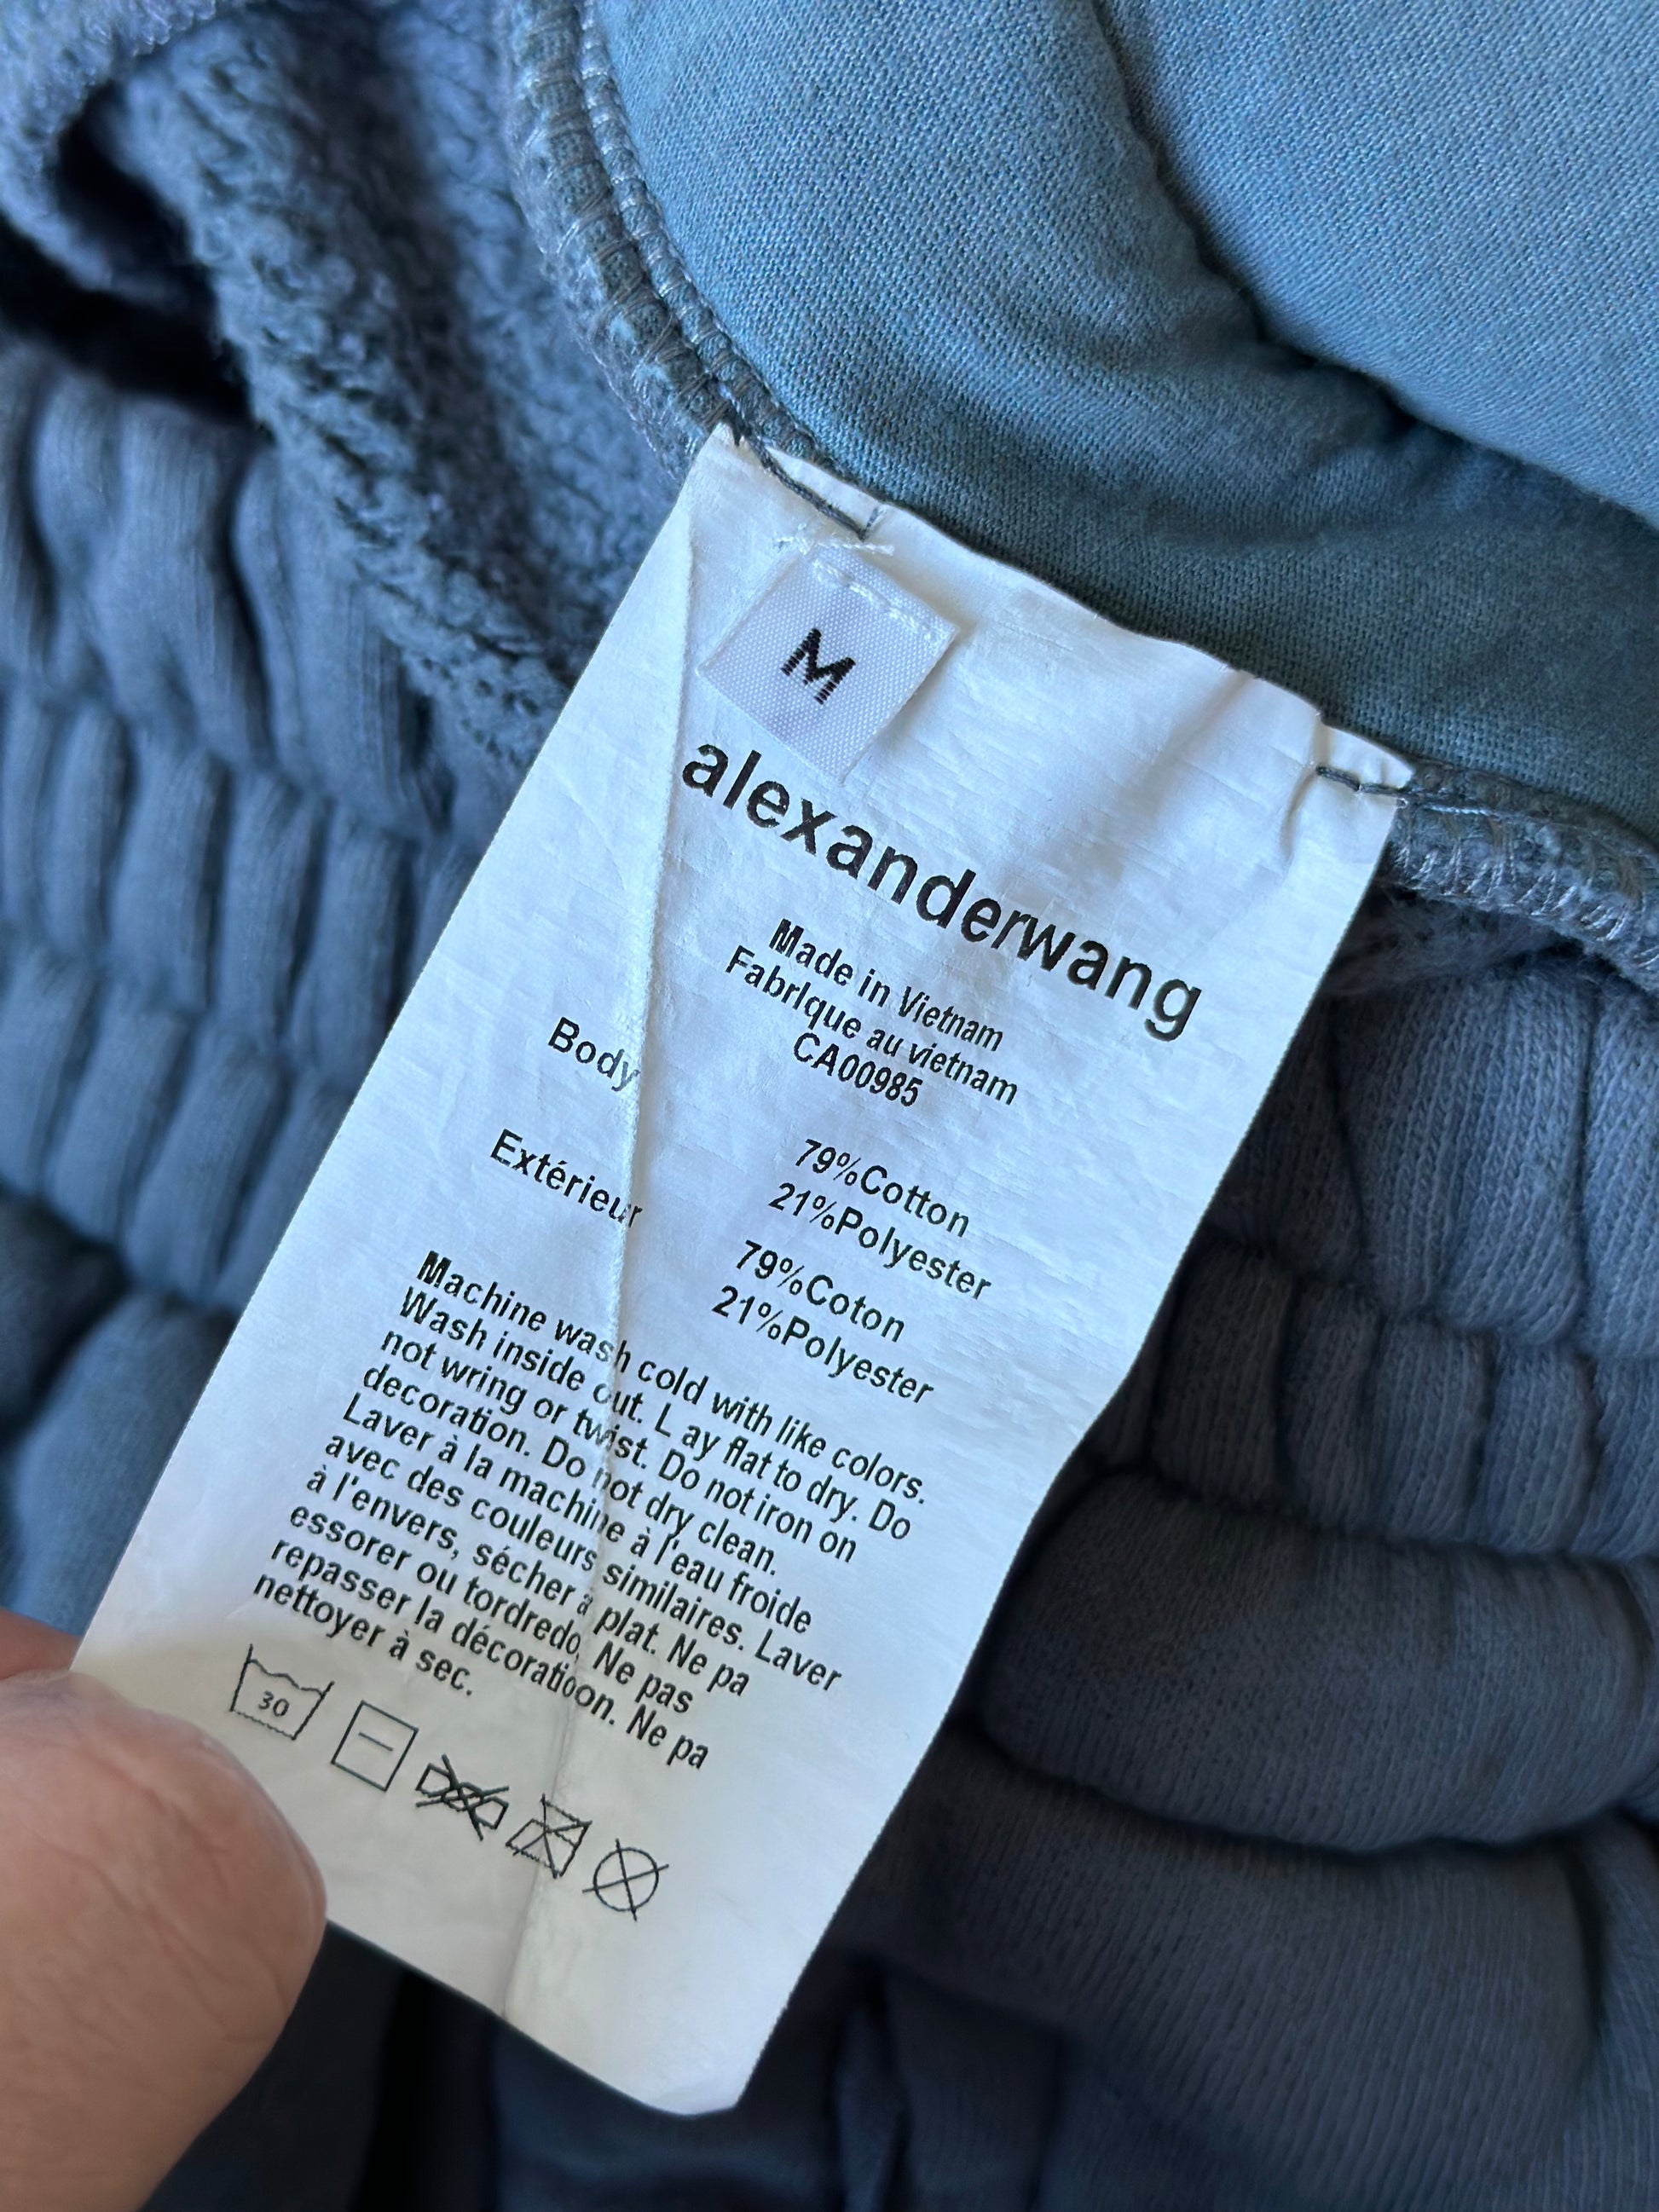 M
alexanderwang
Made in Vietnam
FabrIque au vietnam
CA00985
Body
79%Cotton
21%Polyester
Extérieur
79%Coton
21%Polyester
Machine wash cold with like colors.
Wash inside out. L ay flat to dry. Do
not wring or twist. Do not iron on
decoration. Do not dry clean.
Laver à la machine à l'eau froide
avec des couleurs similaires. Laver
à l'envers, sécher à plat. Ne pa
essorer ou tordredo, Ne pas
repasser la décoration. Ne pa
nettoyer à sec.
30